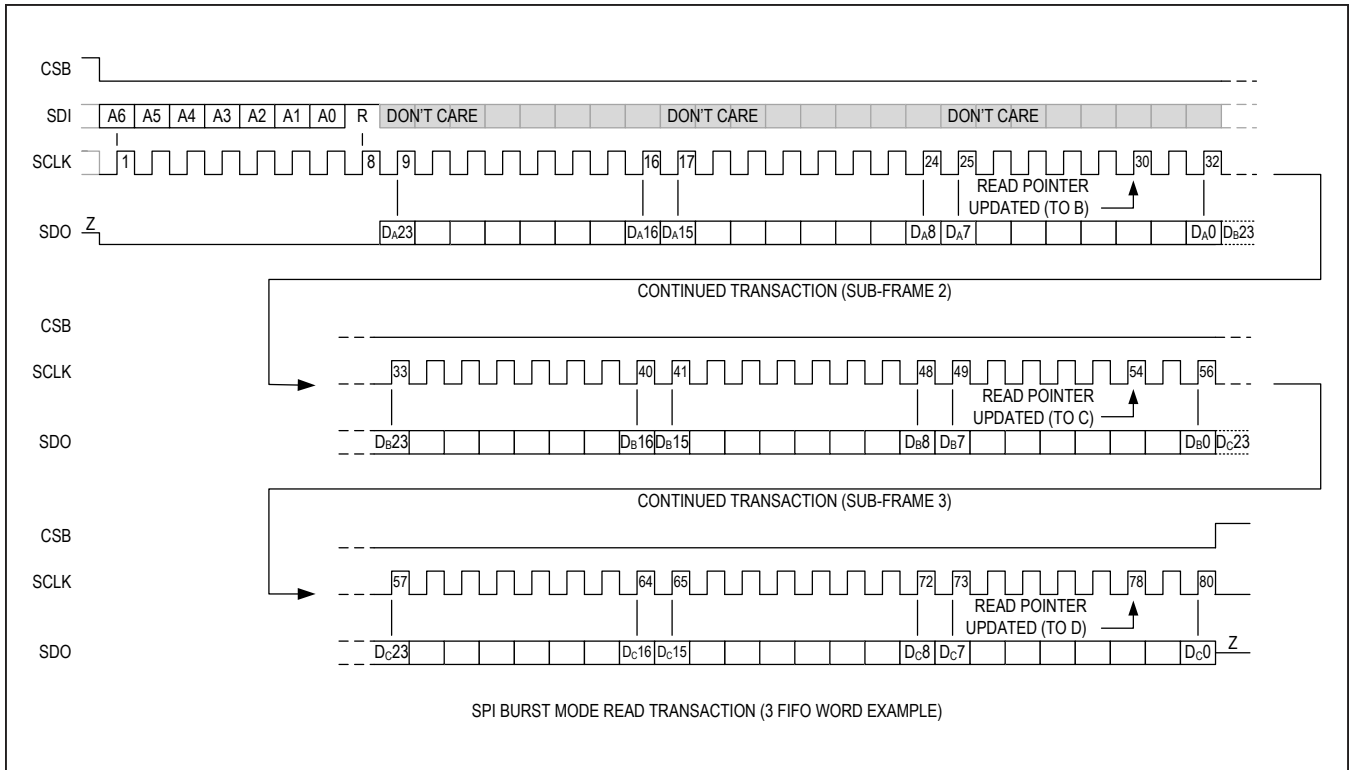 CSB
SDI A6 A5 A4 A3 A2 A1 A0 R DON'T CARE DON'T CARE DON'T CARE
SCLK 1 8 9 16 17 24 25 30 32
READ POINTER
UPDATED (TO B)
SDO Z DA23 DA16 DA15 DA8 DA7 DA0 DB23
CONTINUED TRANSACTION (SUB-FRAME 2)
CSB
SCLK 33 40 41 48 49 54 56
READ POINTER
UPDATED (TO C)
SDO DB23 DB16 DB15 DB8 DB7 DB0 DC23
CONTINUED TRANSACTION (SUB-FRAME 3)
CSB
SCLK 57 64 65 72 73 78 80
READ POINTER
UPDATED (TO D)
SDO DC23 DC16 DC15 DC8 DC7 DC0 Z
SPI BURST MODE READ TRANSACTION (3 FIFO WORD EXAMPLE)